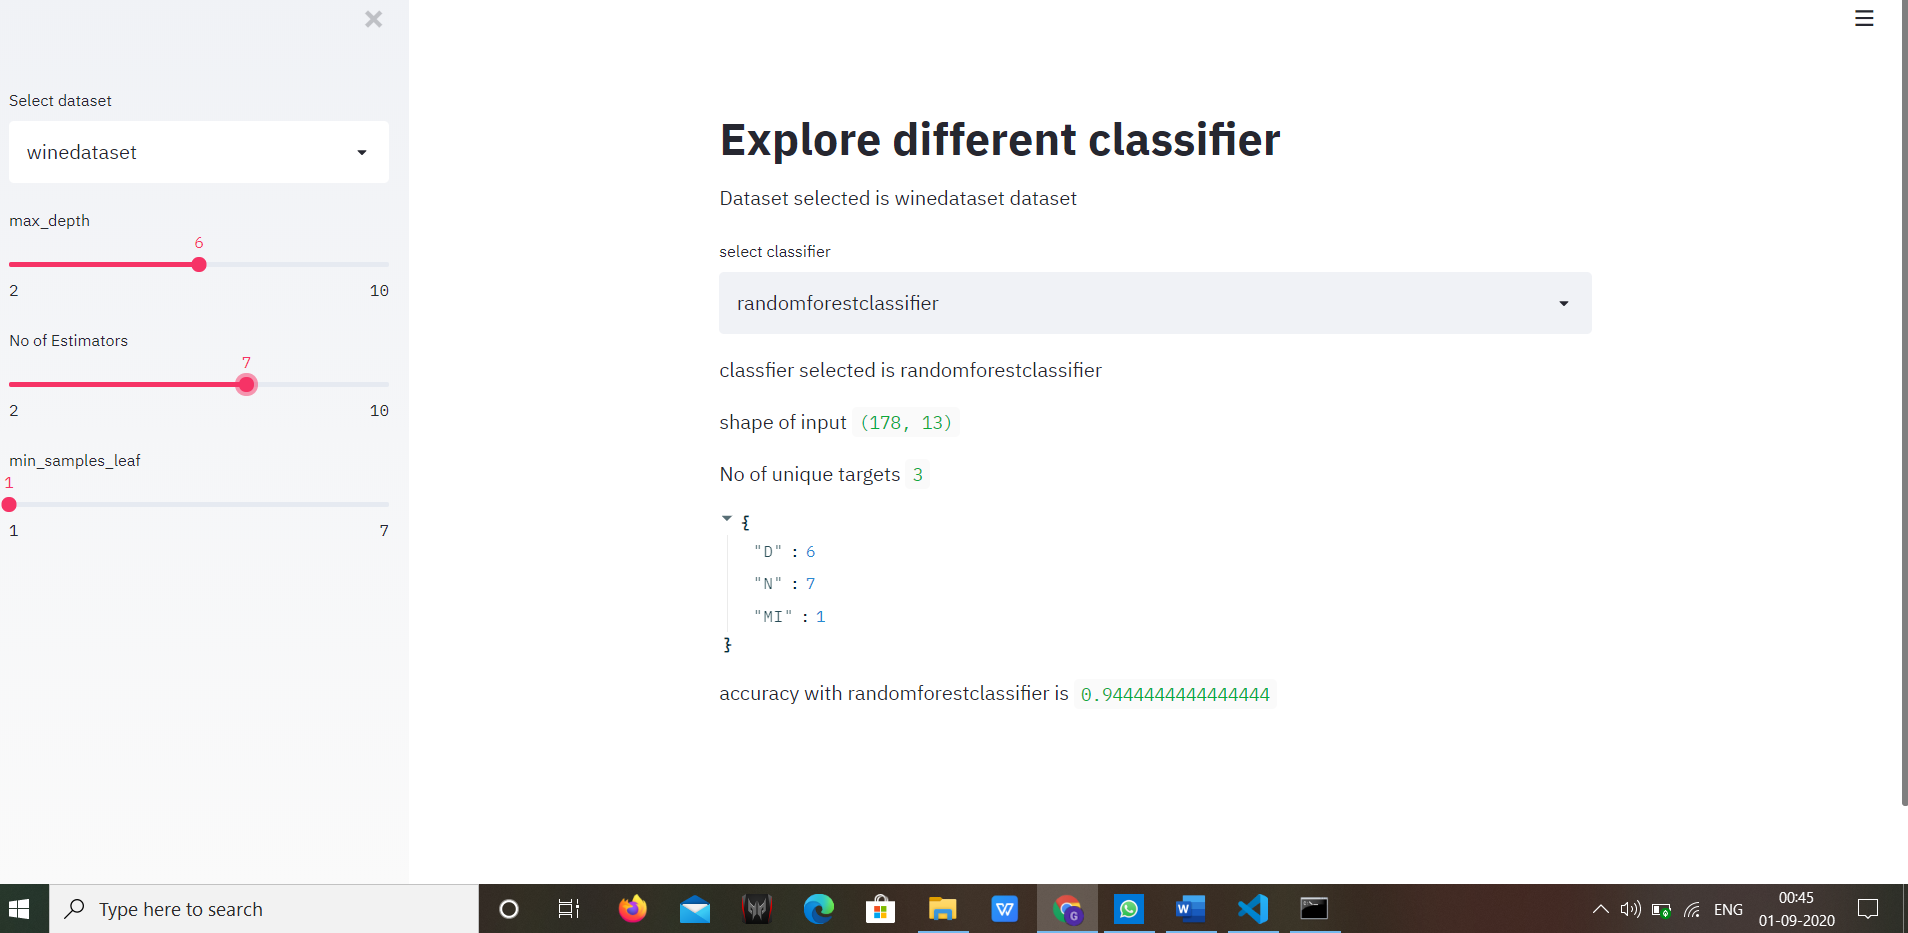 Select dataset
winedataset
max_depth
6
2 10
No of Estimators
7
2 10
min_samples_leaf
1
1 7
Explore different classifier
Dataset selected is winedataset dataset
select classifier
randomforestclassifier
classfier selected is randomforestclassifier
shape of input (178, 13)
No of unique targets 3
{
"D" : 6
"N" : 7
"MI" : 1
}
accuracy with randomforestclassifier is 0.9444444444444444
Type here to search
G
W
ENG
00:45
01-09-2020